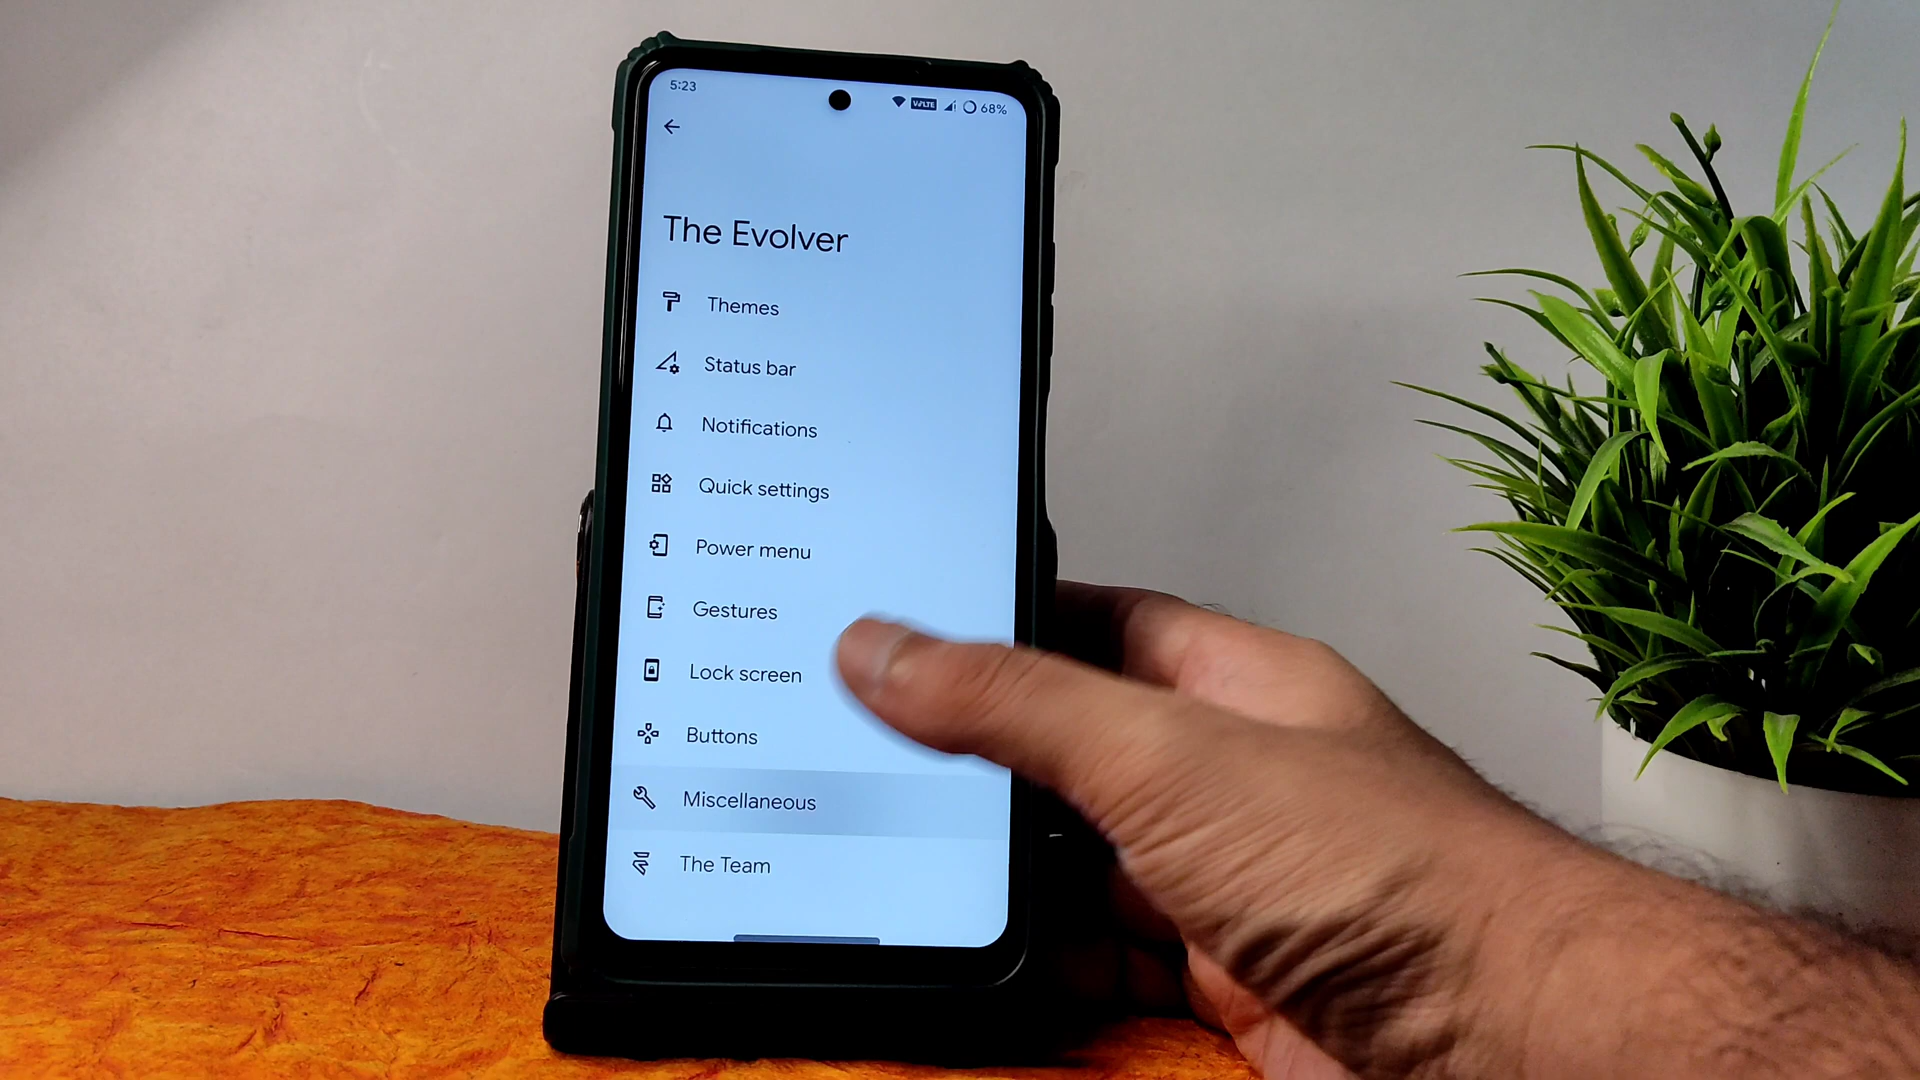 5:23
VoLTE
68%
The Evolver
Themes
Status bar
Notifications
Quick settings
Power menu
Gestures
Lock screen
Buttons
Miscellaneous
The Team